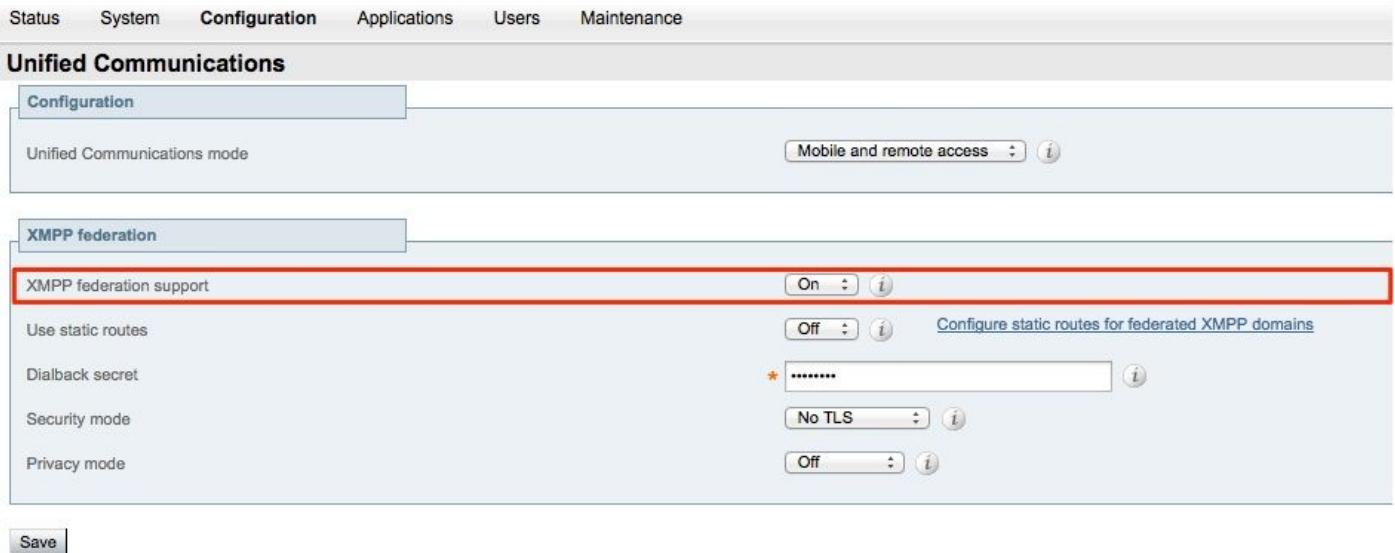 Status System Configuration Applications Users Maintenance
Unified Communications
Configuration
Unified Communications mode Mobile and remote access i
XMPP federation
XMPP federation support On i
Use static routes Off i Configure static routes for federated XMPP domains
Dialback secret * •••••••• i
Security mode No TLS i
Privacy mode Off i
Save